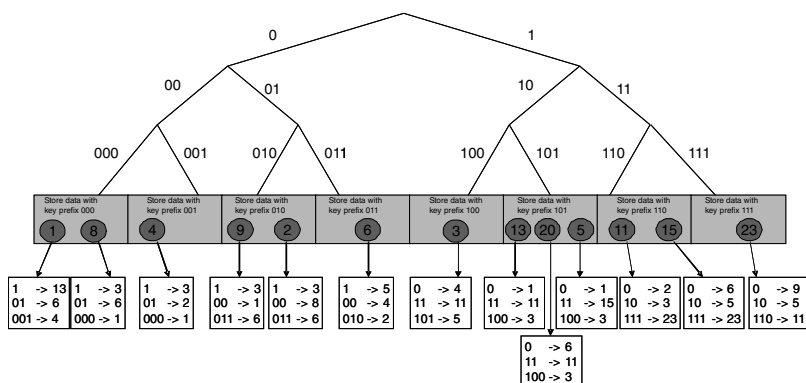 0 1
00 01 10 11
000 001 010 011 100 101 110 111
Store data with key prefix 000
Store data with key prefix 001
Store data with key prefix 010
Store data with key prefix 011
Store data with key prefix 100
Store data with key prefix 101
Store data with key prefix 110
Store data with key prefix 111
1 8 4 9 2 6 3 13 20 5 11 15 23
1 -> 13
01 -> 6
001 -> 4
1 -> 3
01 -> 6
000 -> 1
1 -> 3
01 -> 2
000 -> 1
1 -> 3
00 -> 1
011 -> 6
1 -> 3
00 -> 8
011 -> 6
1 -> 5
00 -> 4
010 -> 2
0 -> 4
11 -> 11
101 -> 5
0 -> 1
11 -> 11
100 -> 3
0 -> 1
11 -> 15
100 -> 3
0 -> 2
10 -> 3
111 -> 23
0 -> 6
10 -> 5
111 -> 23
0 -> 9
10 -> 5
110 -> 11
0 -> 6
11 -> 11
100 -> 3